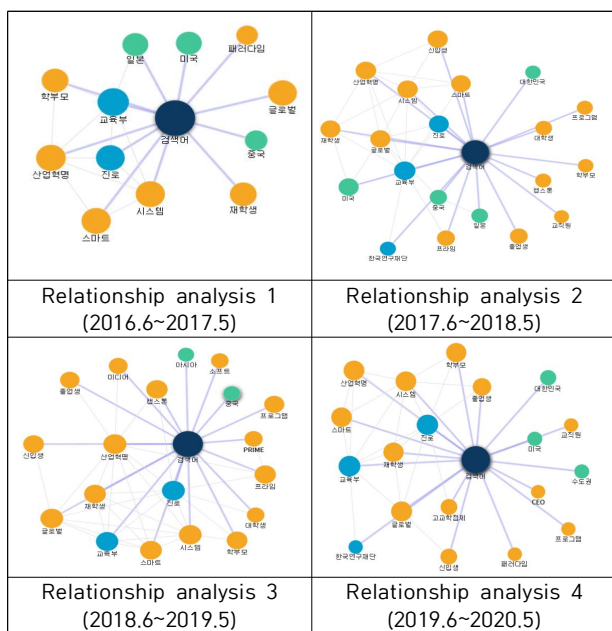 일본
미국
패러다임
학부모
교육부
글로벌
검색어
중국
산업혁명
진로
시스템
재학생
스마트
Relationship analysis 1
(2016.6~2017.5)
신입생
산업혁명
스마트
대한민국
시스템
프로그램
재학생
글로벌
진로
대학생
검색어
교육부
학부모
미국
중국
캡스톤
일본
교직원
한국연구재단
프라임
졸업생
Relationship analysis 2
(2017.6~2018.5)
아시아
소프트
미디어
졸업생
캡스톤
중국
프로그램
신입생
산업혁명
검색어
PRIME
프라임
재학생
진로
글로벌
대학생
교육부
스마트
시스템
학부모
Relationship analysis 3
(2018.6~2019.5)
학부모
산업혁명
시스템
졸업생
대한민국
스마트
진로
교직원
미국
교육부
재학생
검색어
수도권
CEO
글로벌
고교학점제
프로그램
한국연구재단
신입생
패러다임
Relationship analysis 4
(2019.6~2020.5)